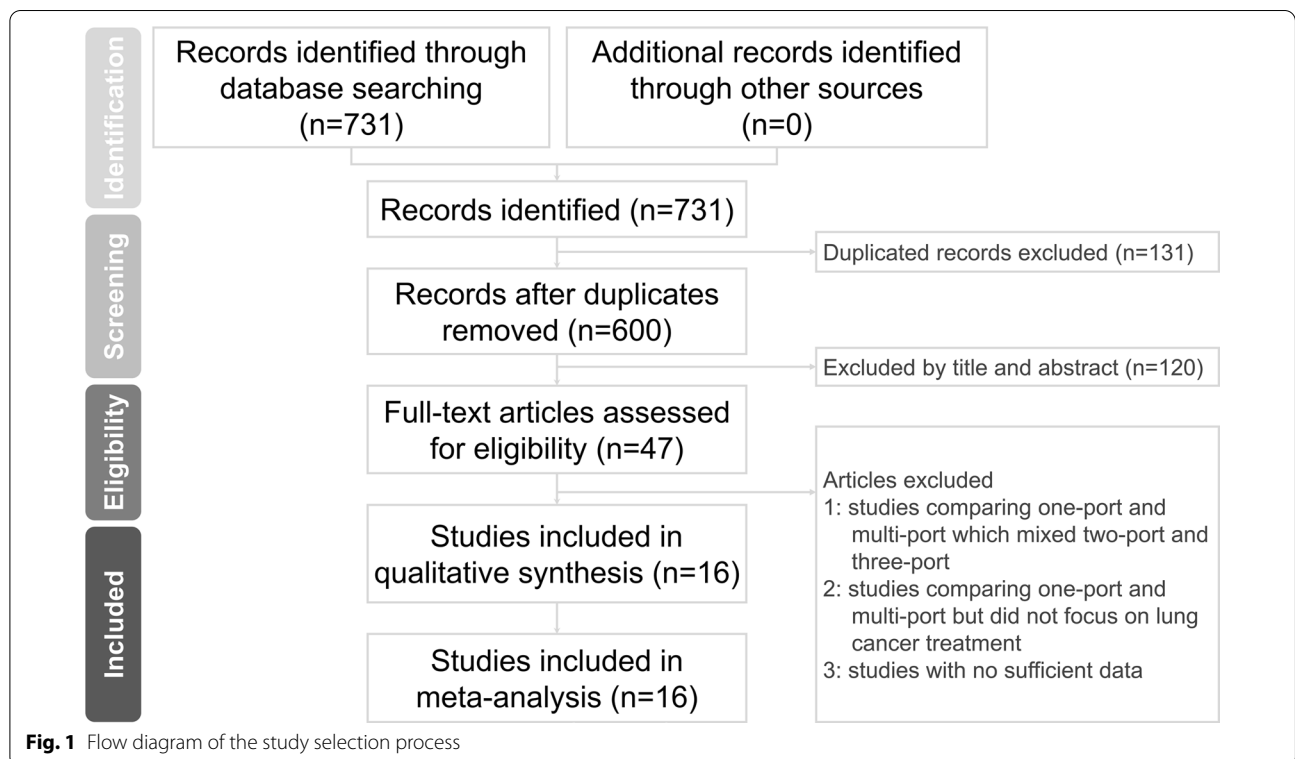 Identification
Records identified through
database searching
(n=731)
Additional records identified
through other sources
(n=0)
Records identified (n=731)
Screening
Duplicated records excluded (n=131)
Records after duplicates
removed (n=600)
Excluded by title and abstract (n=120)
Eligibility
Full-text articles assessed
for eligibility (n=47)
Articles excluded
1: studies comparing one-port and
multi-port which mixed two-port and
three-port
2: studies comparing one-port and
multi-port but did not focus on lung
cancer treatment
3: studies with no sufficient data
Included
Studies included in
qualitative synthesis (n=16)
Studies included in
meta-analysis (n=16)
Fig. 1 Flow diagram of the study selection process